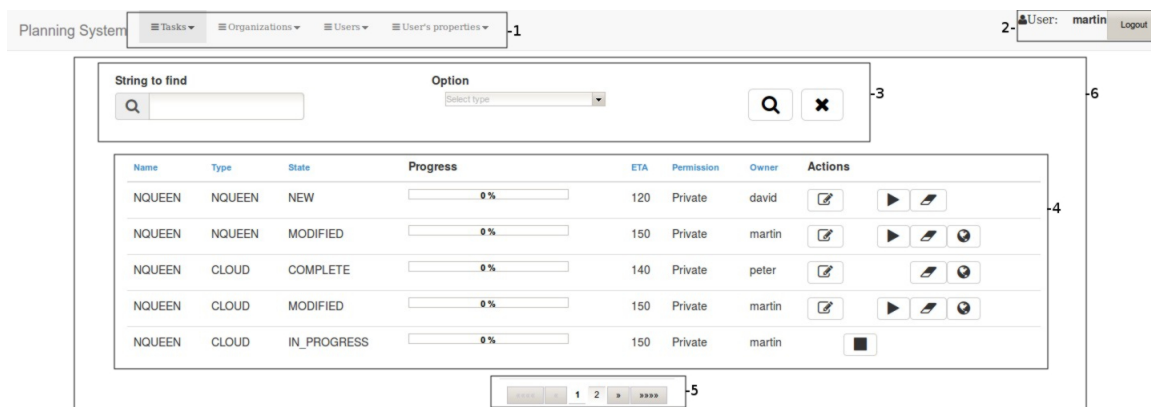 Planning System Tasks Organizations Users User's properties -1 2- User: martin Logout
String to find Option
Select type -3 -6
Name Type State Progress ETA Permission Owner Actions
NQUEEN NQUEEN NEW 0 % 120 Private david
-4
NQUEEN NQUEEN MODIFIED 0 % 150 Private martin
NQUEEN CLOUD COMPLETE 0 % 140 Private peter
NQUEEN CLOUD MODIFIED 0 % 150 Private martin
NQUEEN CLOUD IN_PROGRESS 0 % 150 Private martin
«««« « 1 2 » »»»» -5